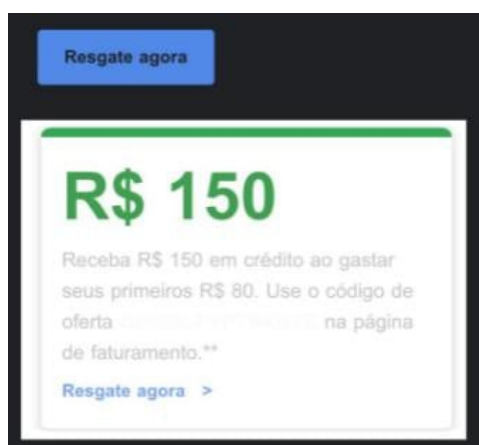 Resgate agora
R$ 150
Receba R$ 150 em crédito ao gastar
seus primeiros R$ 80. Use o código de
oferta na página
de faturamento.**
Resgate agora >